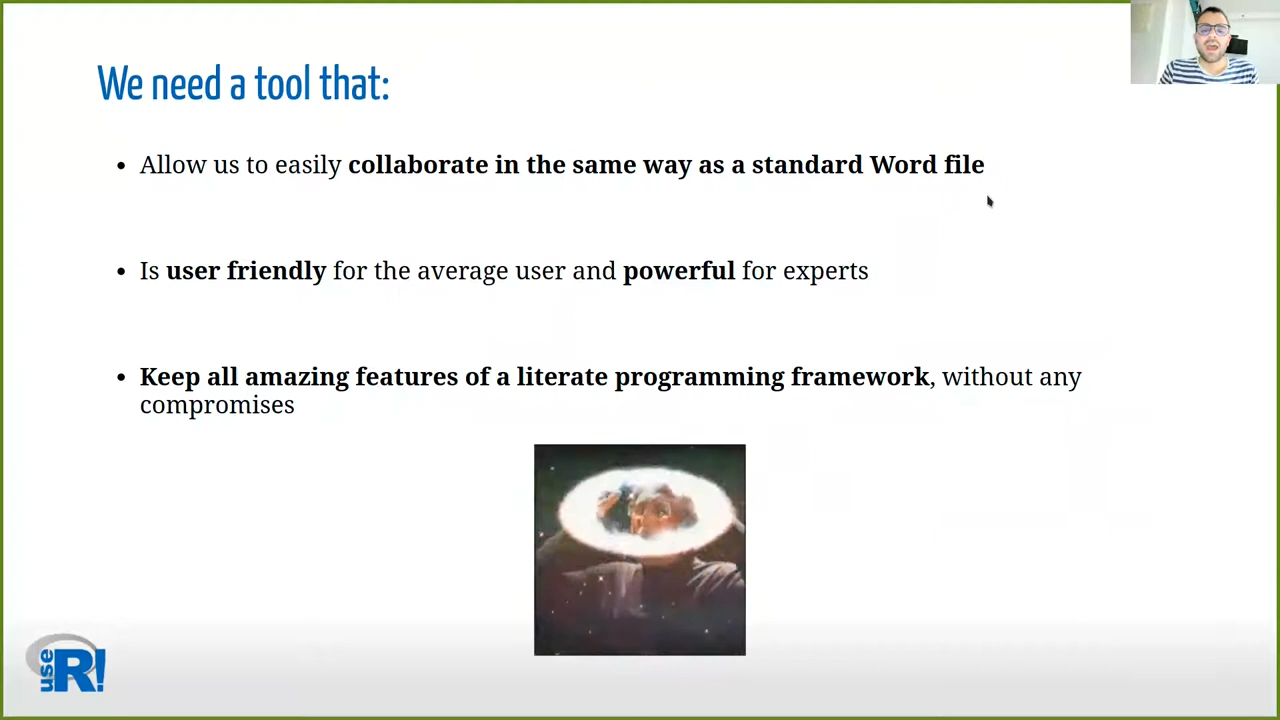 We need a tool that:
• Allow us to easily collaborate in the same way as a standard Word file
• Is user friendly for the average user and powerful for experts
• Keep all amazing features of a literate programming framework, without any
compromises
use R!